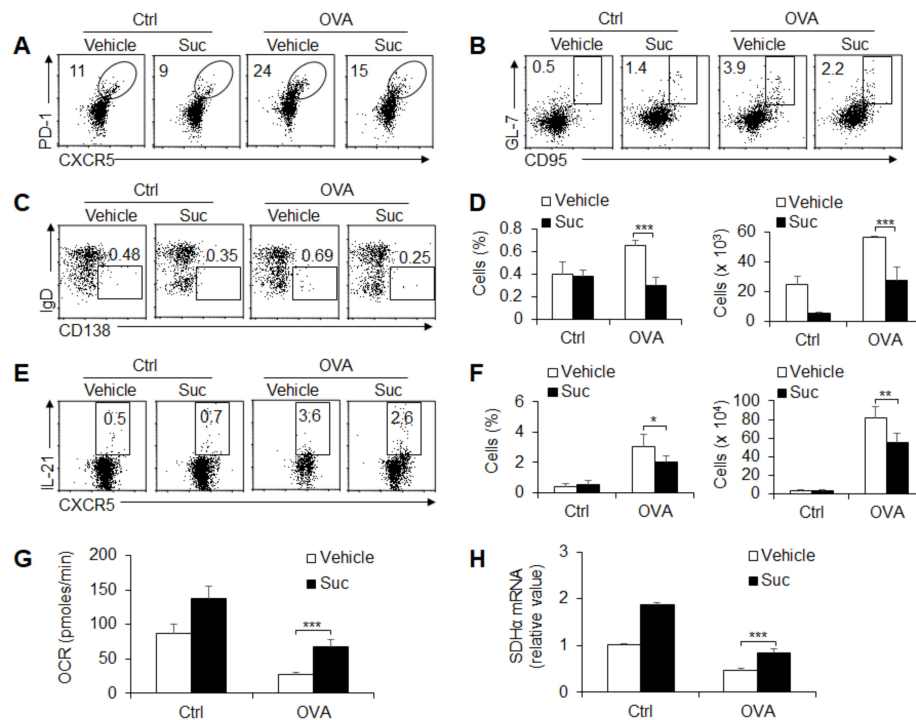 Ctrl OVA
A Vehicle Suc Vehicle Suc
11 9 24 15
PD-1
CXCR5
Ctrl OVA
B Vehicle Suc Vehicle Suc
0.5 1.4 3.9 2.2
GL-7
CD95
Ctrl OVA
C Vehicle Suc Vehicle Suc
0.48 0.35 0.69 0.25
IgD
CD138
D Vehicle Suc
Cells (%)
0.8
0.6
0.4
0.2
0
***
Ctrl OVA
Vehicle
Suc
Cells (x 10³)
60
40
20
0
***
Ctrl OVA
Ctrl OVA
E Vehicle Suc Vehicle Suc
0.5 0.7 3.6 2.6
IL-21
CXCR5
F Vehicle
Suc
Cells (%)
6
4
2
0
*
Ctrl OVA
Vehicle
Suc
Cells (x 10⁴)
100
80
60
40
20
0
**
Ctrl OVA
G Vehicle
Suc
OCR (pmoles/min)
200
150
100
50
0
***
Ctrl OVA
H Vehicle
Suc
SDHα mRNA
(relative value)
3
2
1
0
***
Ctrl OVA